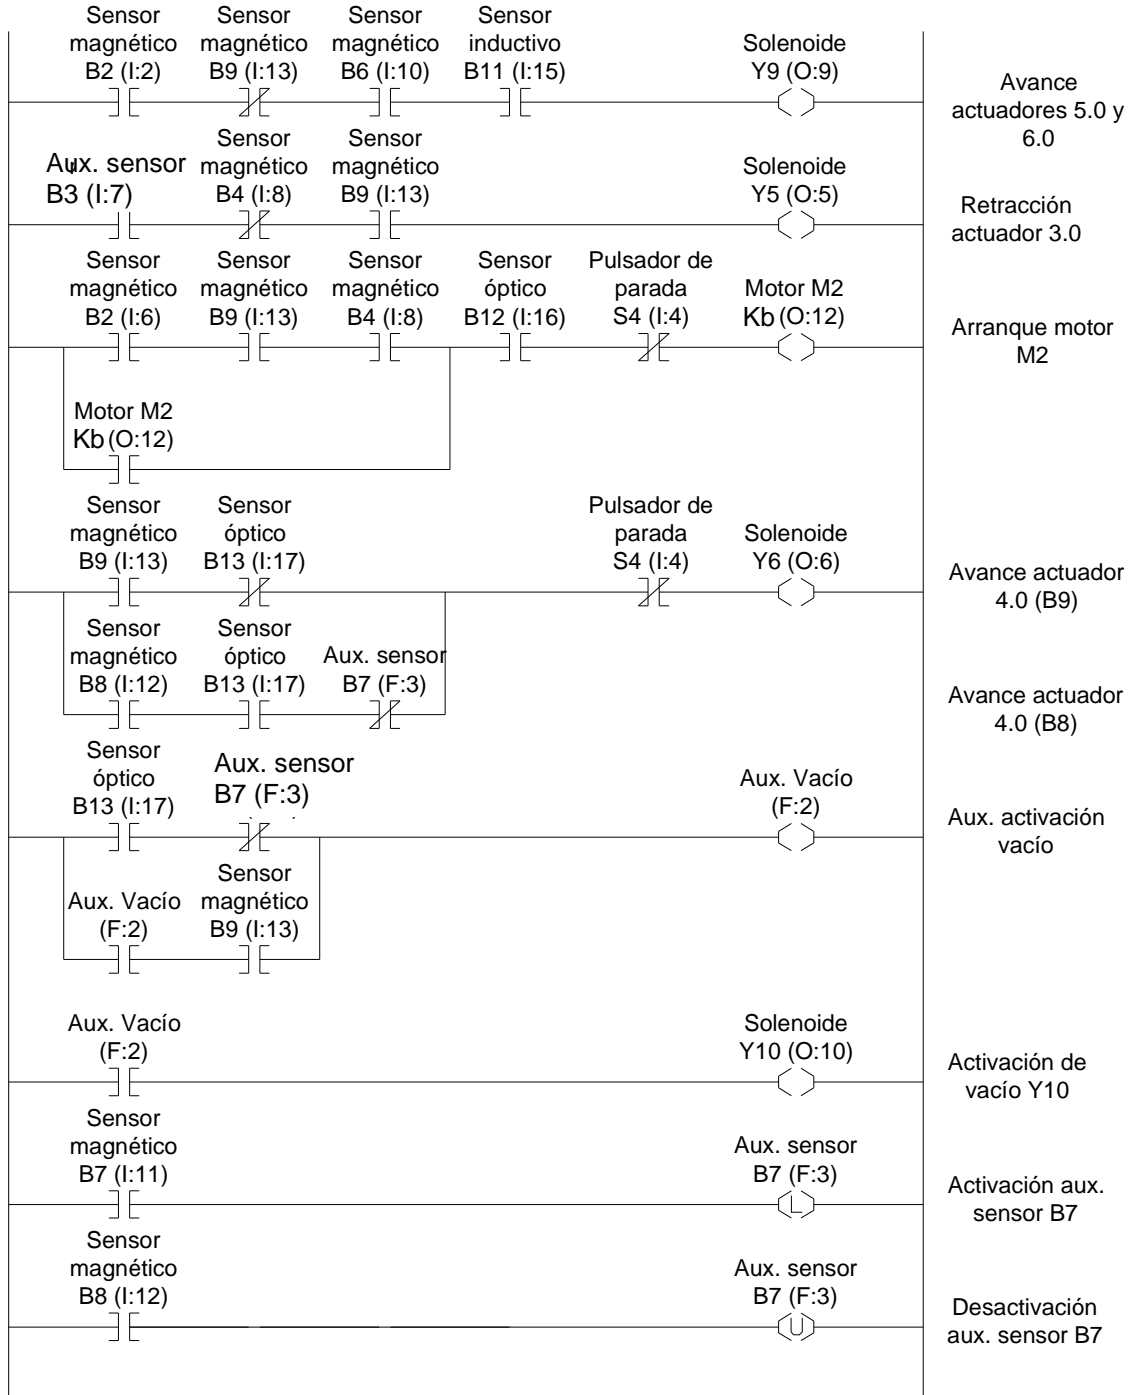 Sensor magnético B2 (I:2)
Sensor magnético B9 (I:13)
Sensor magnético B6 (I:10)
Sensor inductivo B11 (I:15)
Solenoide Y9 (O:9)
Avance actuadores 5.0 y 6.0
Aux. sensor B3 (I:7)
Sensor magnético B4 (I:8)
Sensor magnético B9 (I:13)
Solenoide Y5 (O:5)
Retracción actuador 3.0
Sensor magnético B2 (I:6)
Sensor magnético B9 (I:13)
Sensor magnético B4 (I:8)
Sensor óptico B12 (I:16)
Pulsador de parada S4 (I:4)
Motor M2 Kb (O:12)
Arranque motor M2
Motor M2 Kb (O:12)
Sensor magnético B9 (I:13)
Sensor óptico B13 (I:17)
Pulsador de parada S4 (I:4)
Solenoide Y6 (O:6)
Avance actuador 4.0 (B9)
Sensor magnético B8 (I:12)
Sensor óptico B13 (I:17)
Aux. sensor B7 (F:3)
Avance actuador 4.0 (B8)
Sensor óptico B13 (I:17)
Aux. sensor B7 (F:3)
Aux. Vacío (F:2)
Aux. activación vacío
Aux. Vacío (F:2)
Sensor magnético B9 (I:13)
Aux. Vacío (F:2)
Solenoide Y10 (O:10)
Activación de vacío Y10
Sensor magnético B7 (I:11)
Aux. sensor B7 (F:3)
L
Activación aux. sensor B7
Sensor magnético B8 (I:12)
Aux. sensor B7 (F:3)
U
Desactivación aux. sensor B7